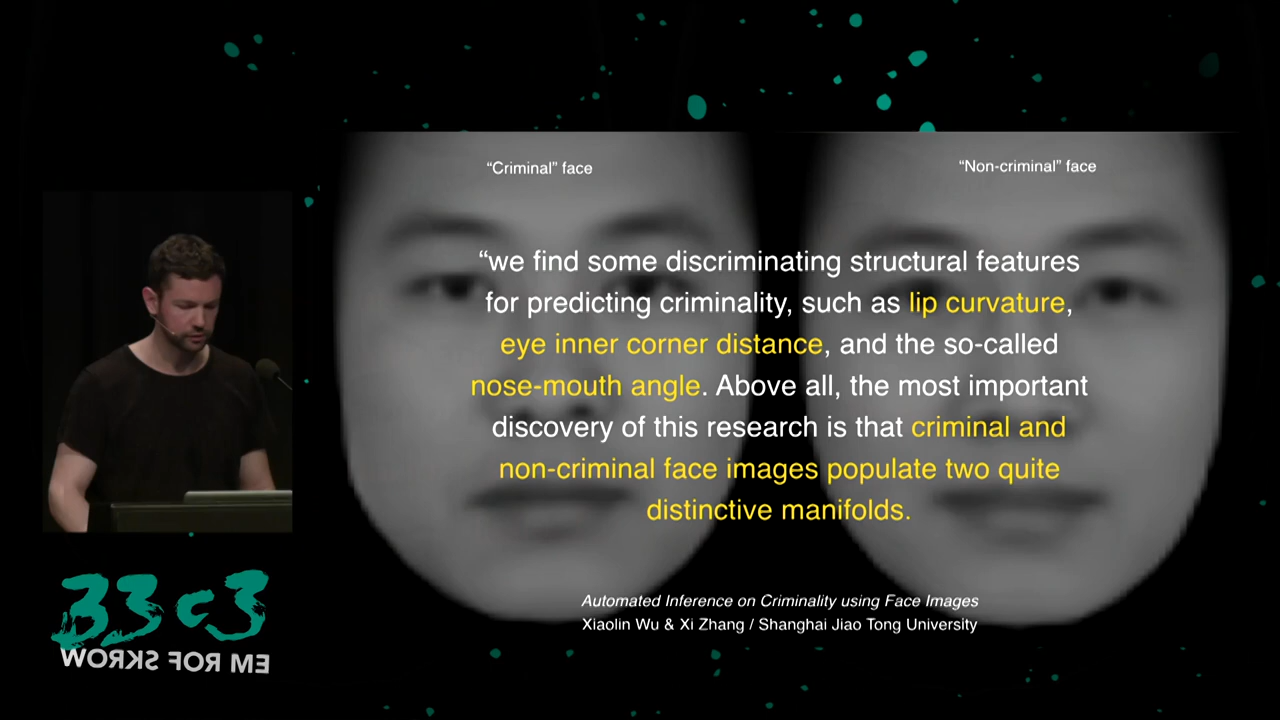 “Criminal” face
“Non-criminal” face
“we find some discriminating structural features
for predicting criminality, such as lip curvature,
eye inner corner distance, and the so-called
nose-mouth angle. Above all, the most important
discovery of this research is that criminal and
non-criminal face images populate two quite
distinctive manifolds.
Automated Inference on Criminality using Face Images
Xiaolin Wu & Xi Zhang / Shanghai Jiao Tong University
33c3
WORKS FOR ME